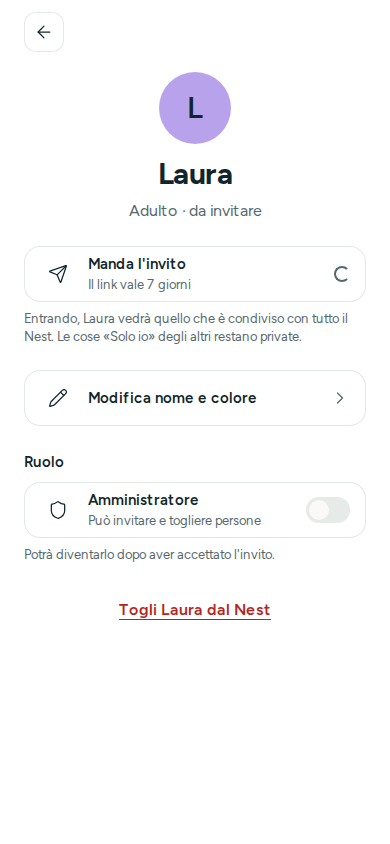 L
Laura
Adulto · da invitare
Manda l'invito
Il link vale 7 giorni
Entrando, Laura vedrà quello che è condiviso con tutto il
Nest. Le cose «Solo io» degli altri restano private.
Modifica nome e colore
Ruolo
Amministratore
Può invitare e togliere persone
Potrà diventarlo dopo aver accettato l'invito.
Togli Laura dal Nest